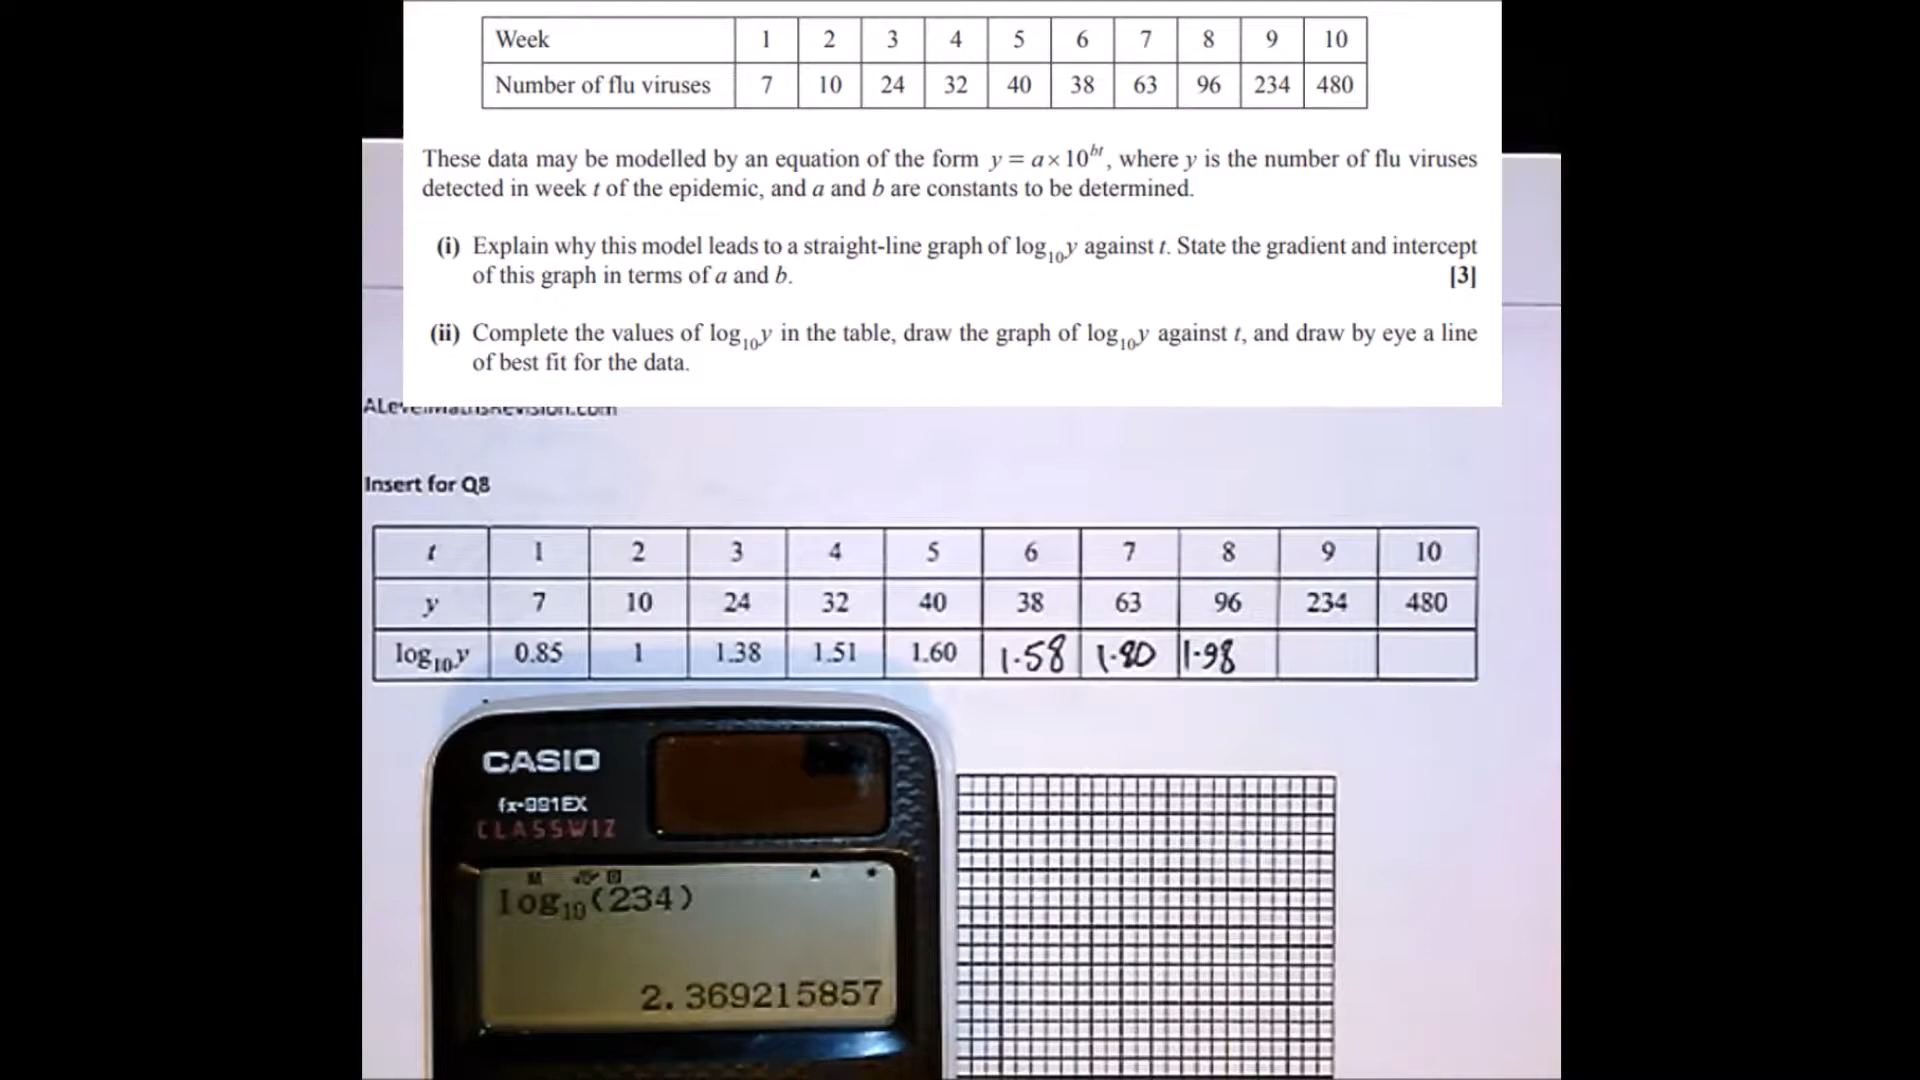 Week 1 2 3 4 5 6 7 8 9 10
Number of flu viruses 7 10 24 32 40 38 63 96 234 480
These data may be modelled by an equation of the form y = a × 10^bt, where y is the number of flu viruses
detected in week t of the epidemic, and a and b are constants to be determined.
(i) Explain why this model leads to a straight-line graph of log₁₀y against t. State the gradient and intercept
of this graph in terms of a and b. [3]
(ii) Complete the values of log₁₀y in the table, draw the graph of log₁₀y against t, and draw by eye a line
of best fit for the data.
ALevelMathsRevision.com
Insert for Q8
t 1 2 3 4 5 6 7 8 9 10
y 7 10 24 32 40 38 63 96 234 480
log₁₀y 0.85 1 1.38 1.51 1.60 1.58 1.80 1.98
CASIO
fx-991EX
CLASSWIZ
log₁₀(234)
2.369215857